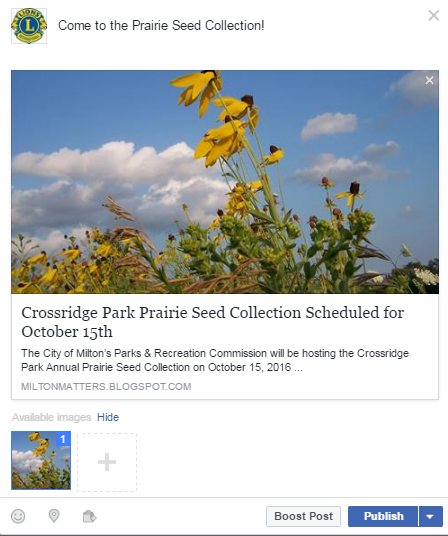 LIONS
L
Come to the Prairie Seed Collection!
Crossridge Park Prairie Seed Collection Scheduled for
October 15th
The City of Milton's Parks & Recreation Commission will be hosting the Crossridge
Park Annual Prairie Seed Collection on October 15, 2016 ...
MILTONMATTERS.BLOGSPOT.COM
Available images Hide
1
Boost Post Publish